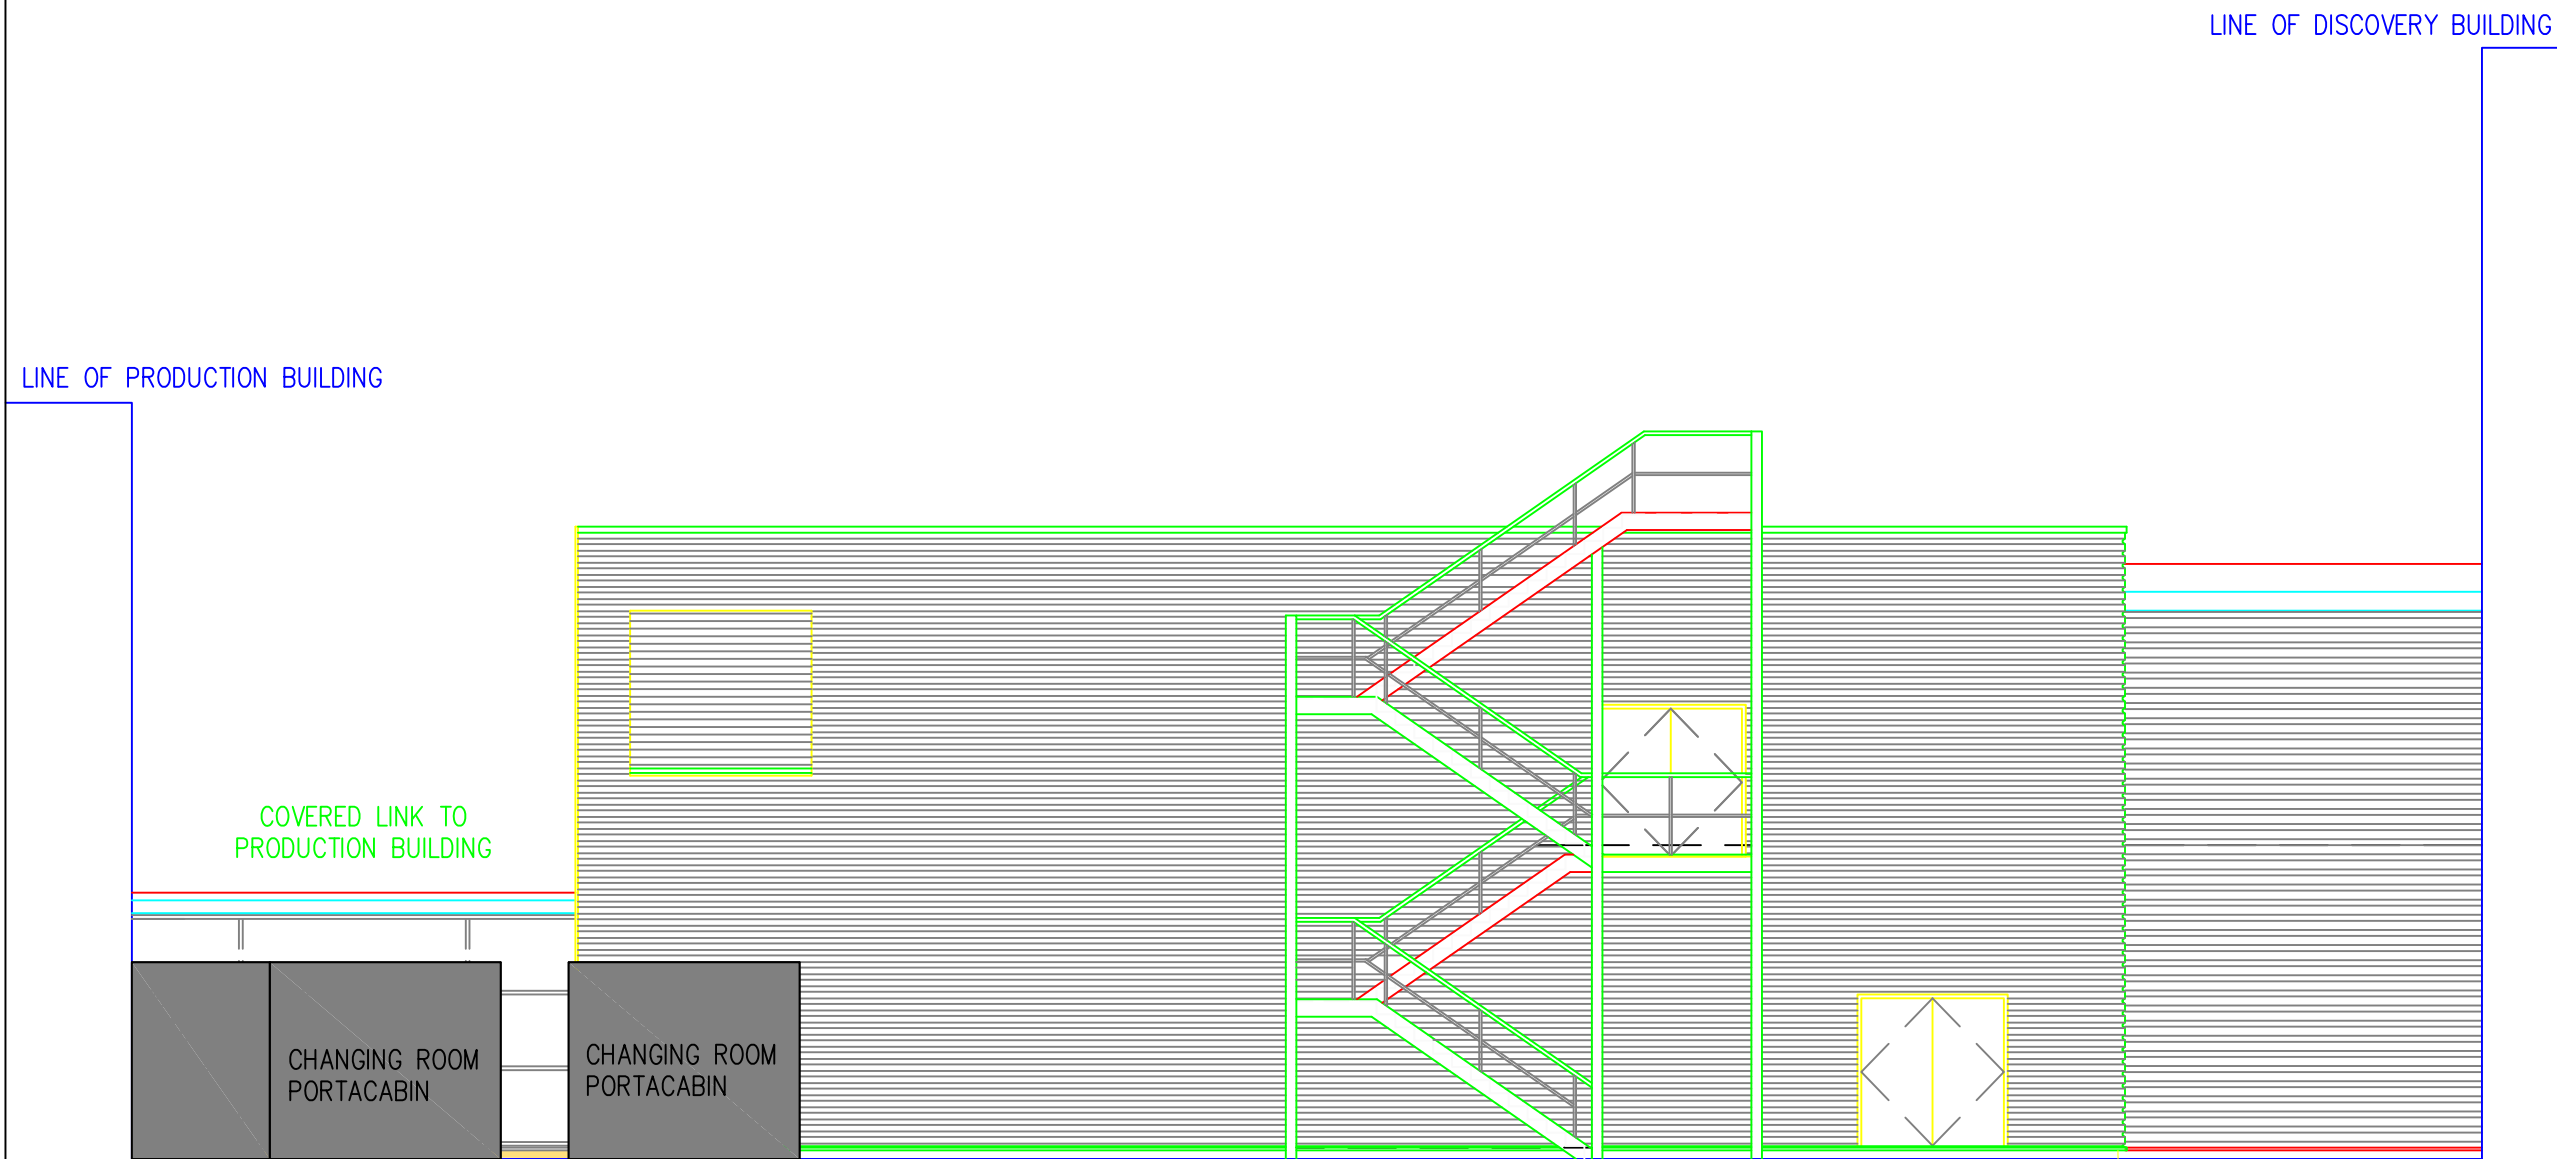 LINE OF DISCOVERY BUILDING
LINE OF PRODUCTION BUILDING
COVERED LINK TO
PRODUCTION BUILDING
CHANGING ROOM
PORTACABIN
CHANGING ROOM
PORTACABIN